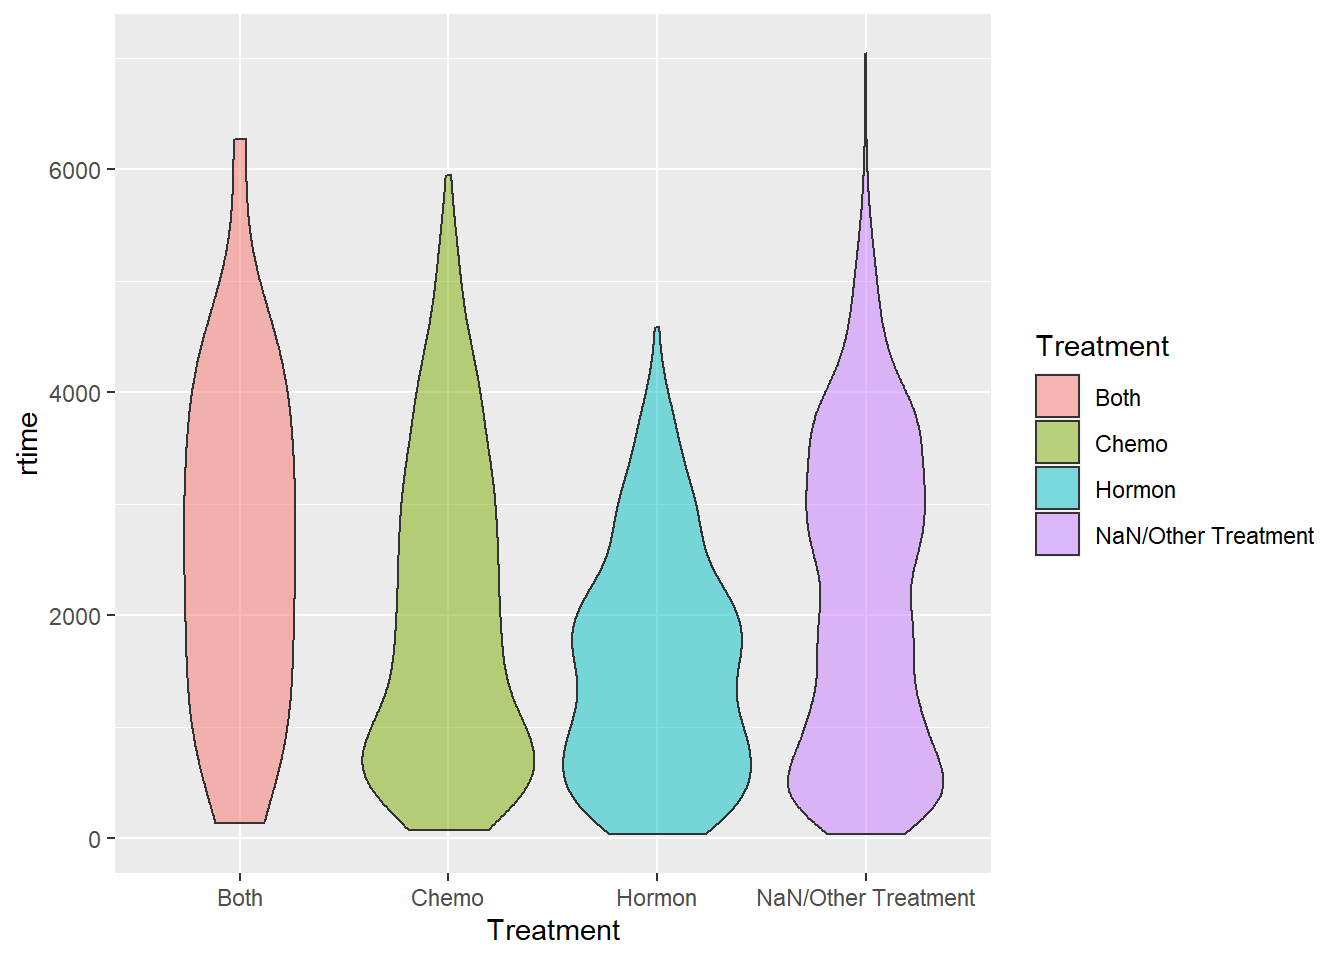 rtime
6000
4000
2000
0
Both
Chemo
Hormon
NaN/Other Treatment
Treatment
Treatment
Both
Chemo
Hormon
NaN/Other Treatment